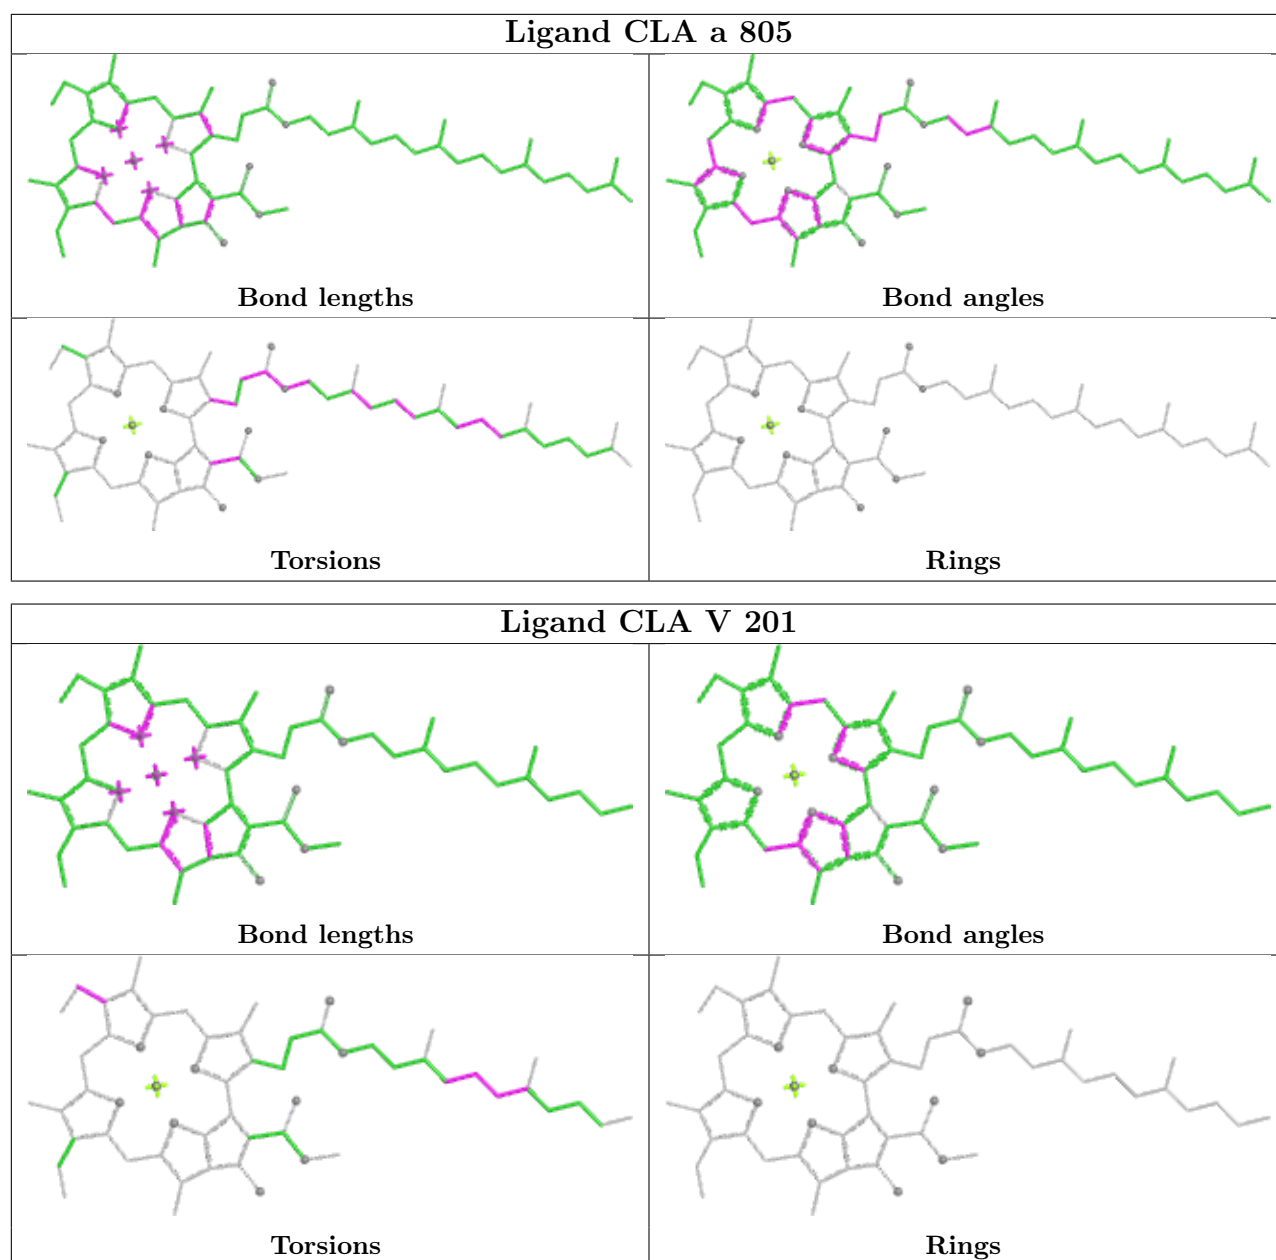 Ligand CLA a 805
Bond lengths
Bond angles
Torsions
Rings
Ligand CLA V 201
Bond lengths
Bond angles
Torsions
Rings